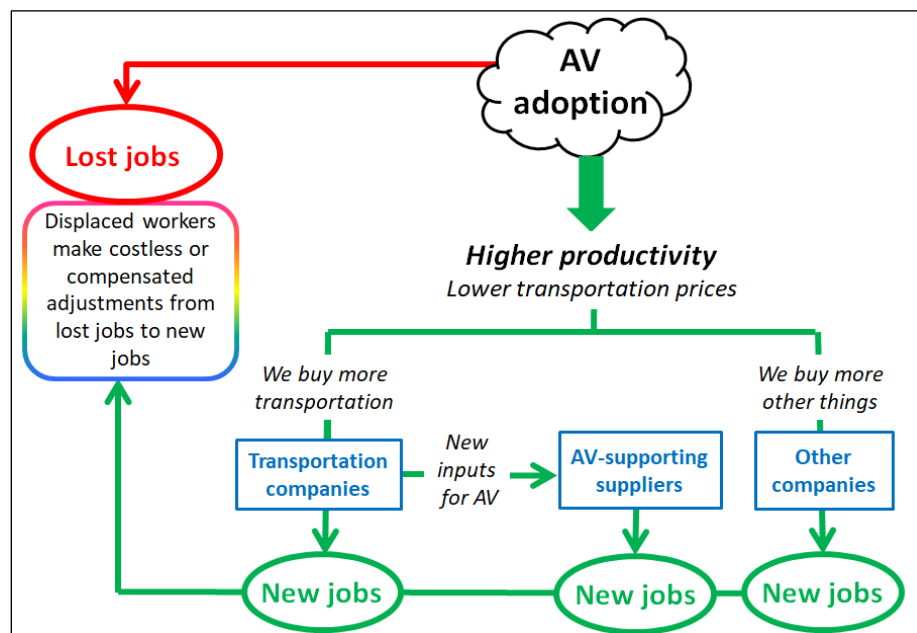 AV
adoption
Lost jobs
Displaced workers
make costless or
compensated
adjustments from
lost jobs to new
jobs
Higher productivity
Lower transportation prices
We buy more
transportation
We buy more
other things
Transportation
companies
New
inputs
for AV
AV-supporting
suppliers
Other
companies
New jobs
New jobs
New jobs